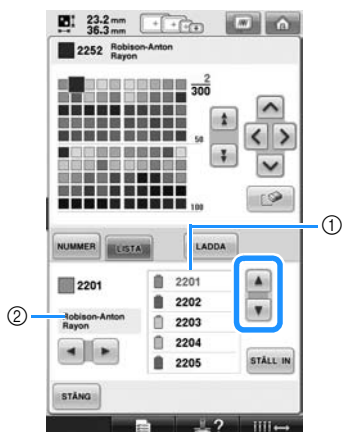 23.2 mm
36.3 mm
2252 Robison-Anton
Rayon
2
300
50
100
NUMMER LISTA LADDA
①
2201
2201
2202
②
Robison-Anton
Rayon
2203
2204
2205
STÄLL IN
STÄNG
?